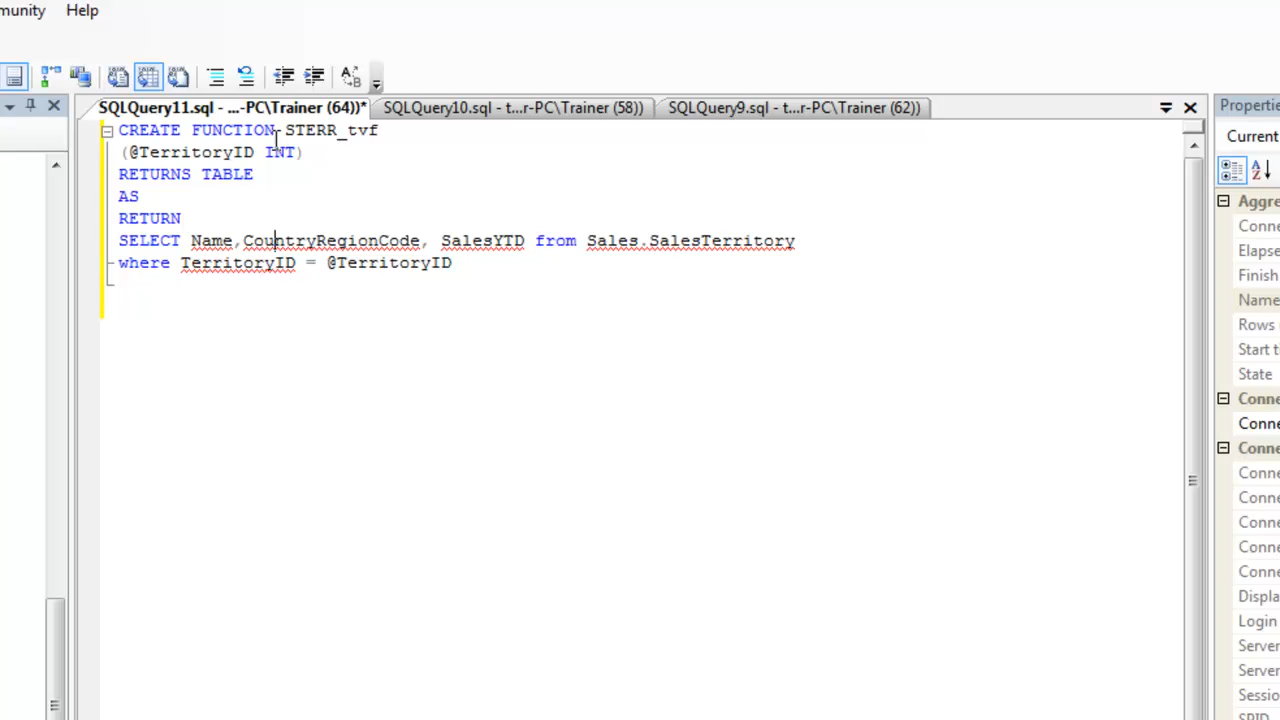 munity Help
SQLQuery11.sql - ...-PC\Trainer (64))* SQLQuery10.sql - t...r-PC\Trainer (58)) SQLQuery9.sql - t...r-PC\Trainer (62))
CREATE FUNCTION STERR_tvf
(@TerritoryID INT)
RETURNS TABLE
AS
RETURN
SELECT Name,CountryRegionCode, SalesYTD from Sales.SalesTerritory
where TerritoryID = @TerritoryID
Propertie
Current
Aggre
Conne
Elapse
Finish
Name
Rows
Start ti
State
Conne
Conne
Conne
Conne
Conne
Conne
Conne
Conne
Displa
Login
Server
Server
Sessio
SPID